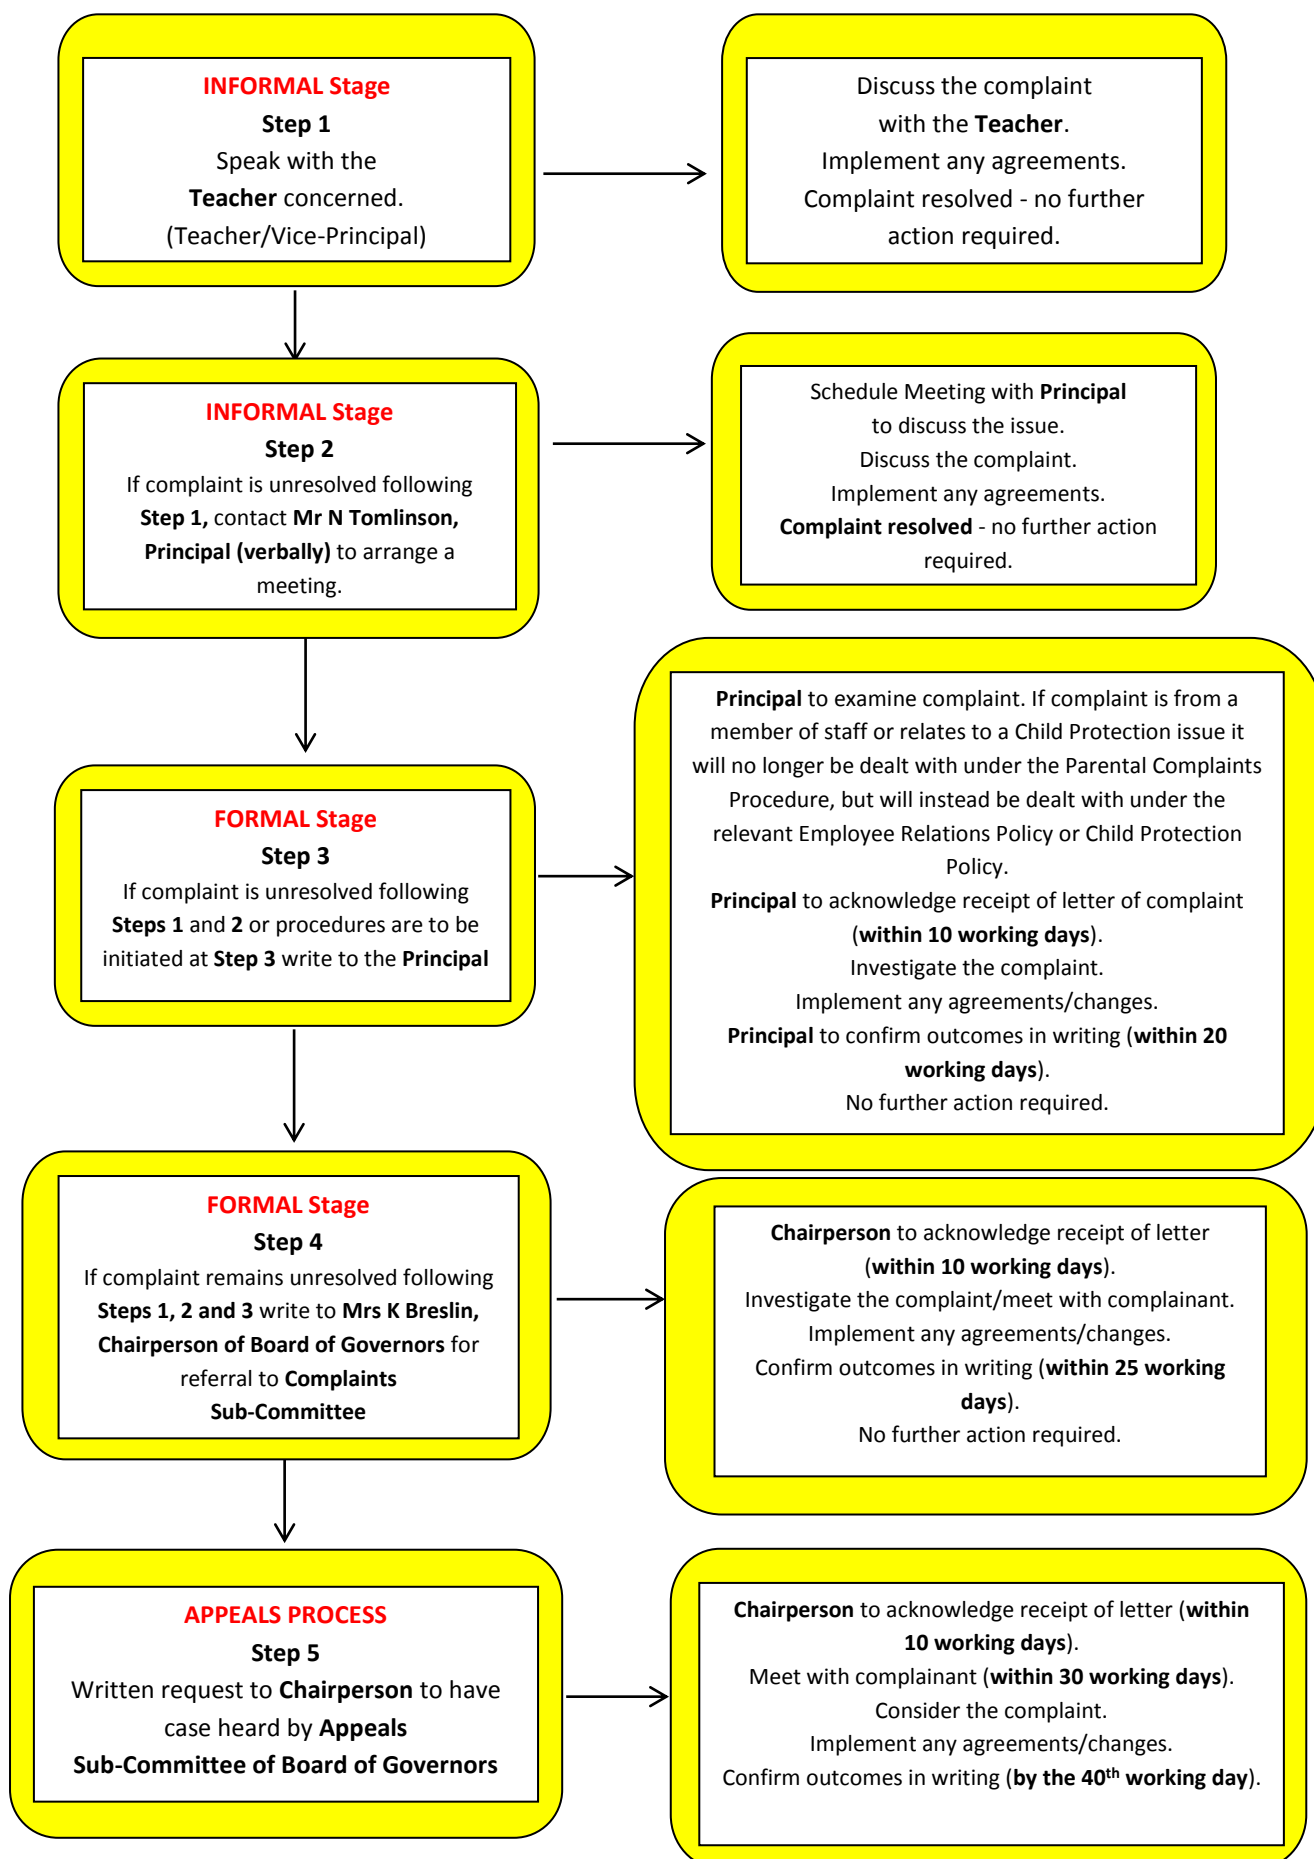 INFORMAL Stage
Step 1
Speak with the
Teacher concerned.
(Teacher/Vice-Principal)
Discuss the complaint
with the Teacher.
Implement any agreements.
Complaint resolved - no further
action required.
INFORMAL Stage
Step 2
If complaint is unresolved following
Step 1, contact Mr N Tomlinson,
Principal (verbally) to arrange a
meeting.
Schedule Meeting with Principal
to discuss the issue.
Discuss the complaint.
Implement any agreements.
Complaint resolved - no further action
required.
FORMAL Stage
Step 3
If complaint is unresolved following
Steps 1 and 2 or procedures are to be
initiated at Step 3 write to the Principal
Principal to examine complaint. If complaint is from a
member of staff or relates to a Child Protection issue it
will no longer be dealt with under the Parental Complaints
Procedure, but will instead be dealt with under the
relevant Employee Relations Policy or Child Protection
Policy.
Principal to acknowledge receipt of letter of complaint
(within 10 working days).
Investigate the complaint.
Implement any agreements/changes.
Principal to confirm outcomes in writing (within 20
working days).
No further action required.
FORMAL Stage
Step 4
If complaint remains unresolved following
Steps 1, 2 and 3 write to Mrs K Breslin,
Chairperson of Board of Governors for
referral to Complaints
Sub-Committee
Chairperson to acknowledge receipt of letter
(within 10 working days).
Investigate the complaint/meet with complainant.
Implement any agreements/changes.
Confirm outcomes in writing (within 25 working
days).
No further action required.
APPEALS PROCESS
Step 5
Written request to Chairperson to have
case heard by Appeals
Sub-Committee of Board of Governors
Chairperson to acknowledge receipt of letter (within
10 working days).
Meet with complainant (within 30 working days).
Consider the complaint.
Implement any agreements/changes.
Confirm outcomes in writing (by the 40th working day).